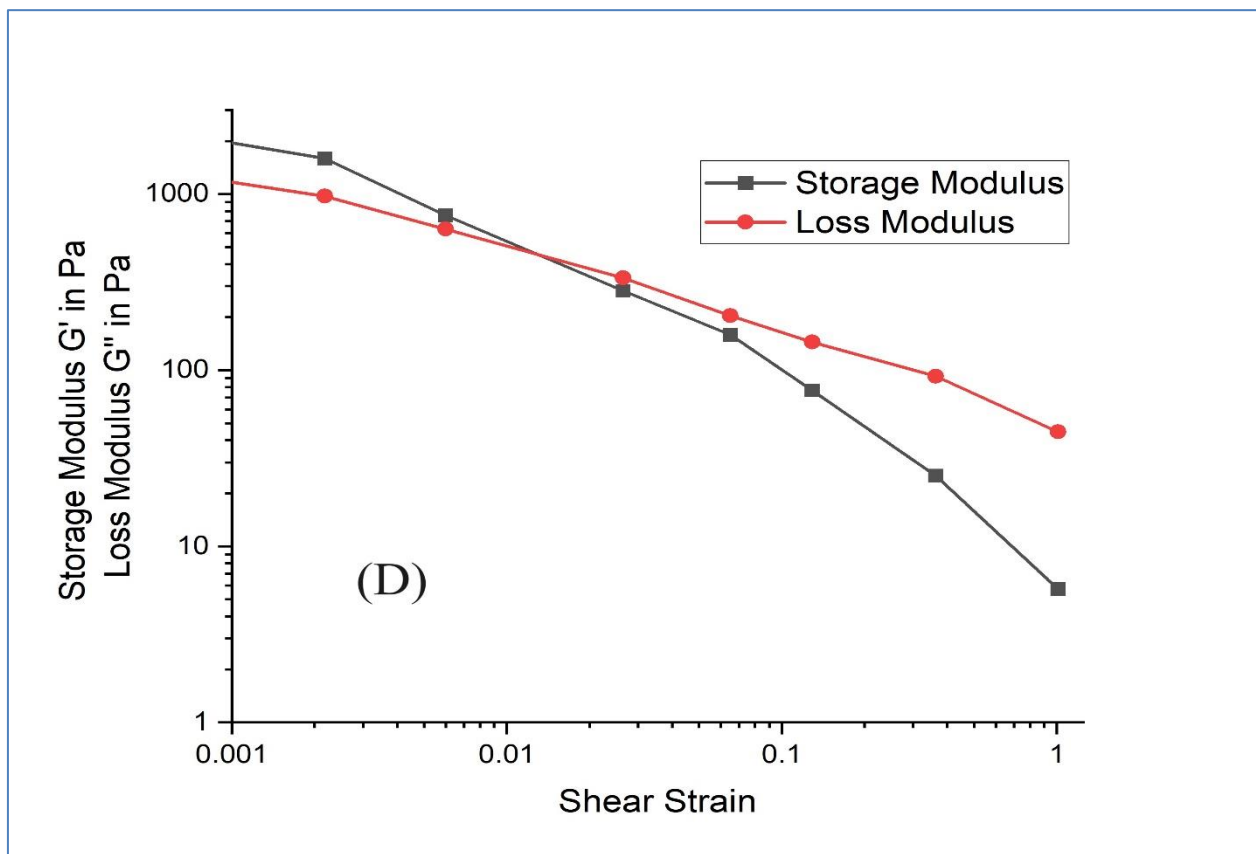 Storage Modulus G' in Pa
Loss Modulus G" in Pa
1000
100
10
1
Storage Modulus
Loss Modulus
(D)
0.001
0.01
0.1
1
Shear Strain